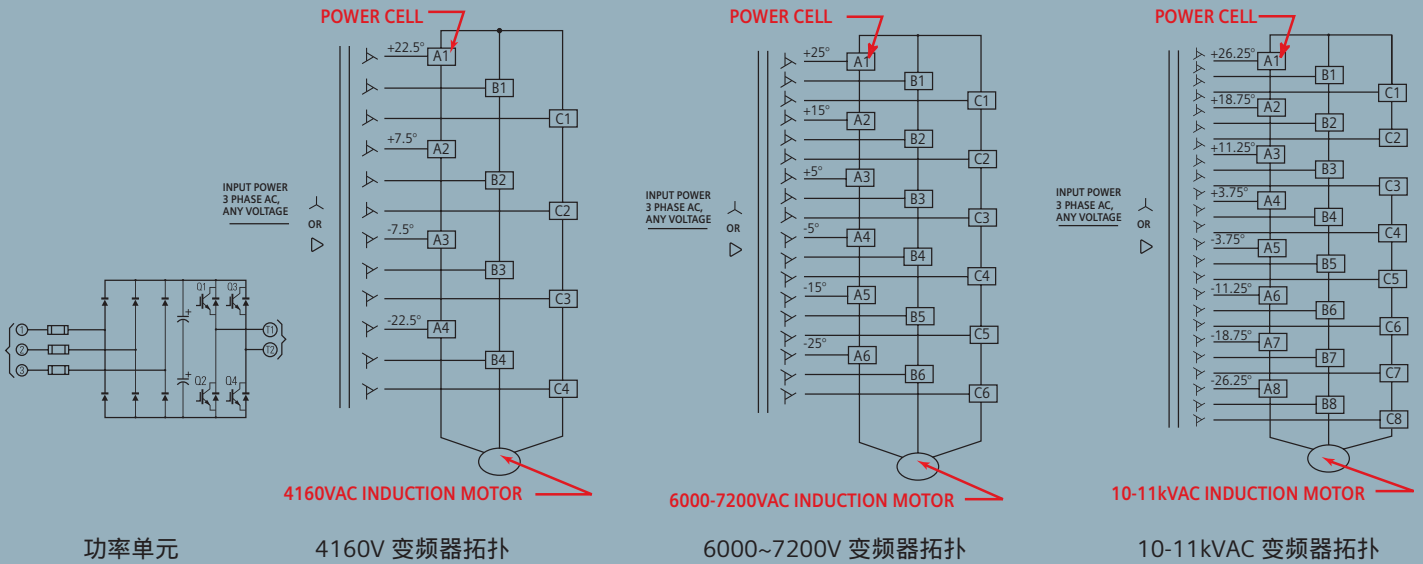 POWER CELL
+22.5°
A1
B1
C1
+7.5°
A2
B2
C2
-7.5°
A3
B3
C3
-22.5°
A4
B4
C4
INPUT POWER
3 PHASE AC,
ANY VOLTAGE
OR
4160VAC INDUCTION MOTOR
POWER CELL
+25°
A1
B1
C1
+15°
A2
B2
C2
+5°
A3
B3
C3
-5°
A4
B4
C4
-15°
A5
B5
C5
-25°
A6
B6
C6
INPUT POWER
3 PHASE AC,
ANY VOLTAGE
OR
6000-7200VAC INDUCTION MOTOR
POWER CELL
+26.25°
A1
B1
C1
+18.75°
A2
B2
C2
+11.25°
A3
B3
C3
+3.75°
A4
B4
C4
-3.75°
A5
B5
C5
-11.25°
A6
B6
C6
-18.75°
A7
B7
C7
-26.25°
A8
B8
C8
INPUT POWER
3 PHASE AC,
ANY VOLTAGE
OR
10-11kVAC INDUCTION MOTOR
Q1
Q3
1
2
3
+
+
Q2
Q4
T1
T2
功率单元
4160V 变频器拓扑
6000~7200V 变频器拓扑
10-11kVAC 变频器拓扑